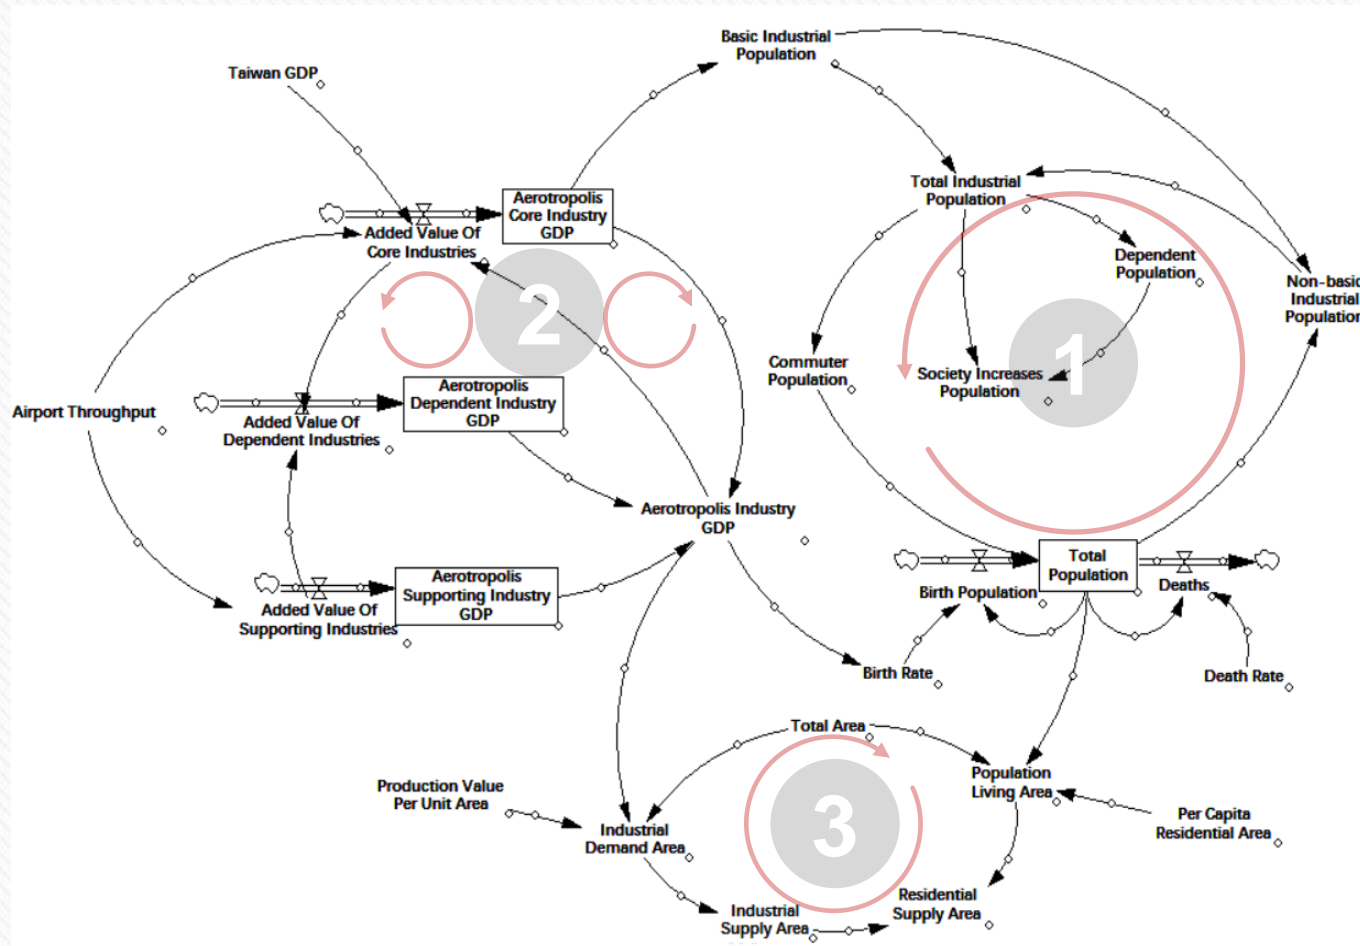 Basic Industrial
Population
Taiwan GDP
Total Industrial
Population
Aerotropolis
Core Industry
GDP
Added Value Of
Core Industries
Dependent
Population
Non-basic
Industrial
Population
2
1
Commuter
Population
Society Increases
Population
Aerotropolis
Dependent Industry
GDP
Airport Throughput
Added Value Of
Dependent Industries
Aerotropolis Industry
GDP
Total
Population
Aerotropolis
Supporting Industry
GDP
Birth Population
Deaths
Added Value Of
Supporting Industries
Birth Rate
Death Rate
Total Area
Population
Living Area
Production Value
Per Unit Area
Per Capita
Residential Area
3
Industrial
Demand Area
Residential
Supply Area
Industrial
Supply Area